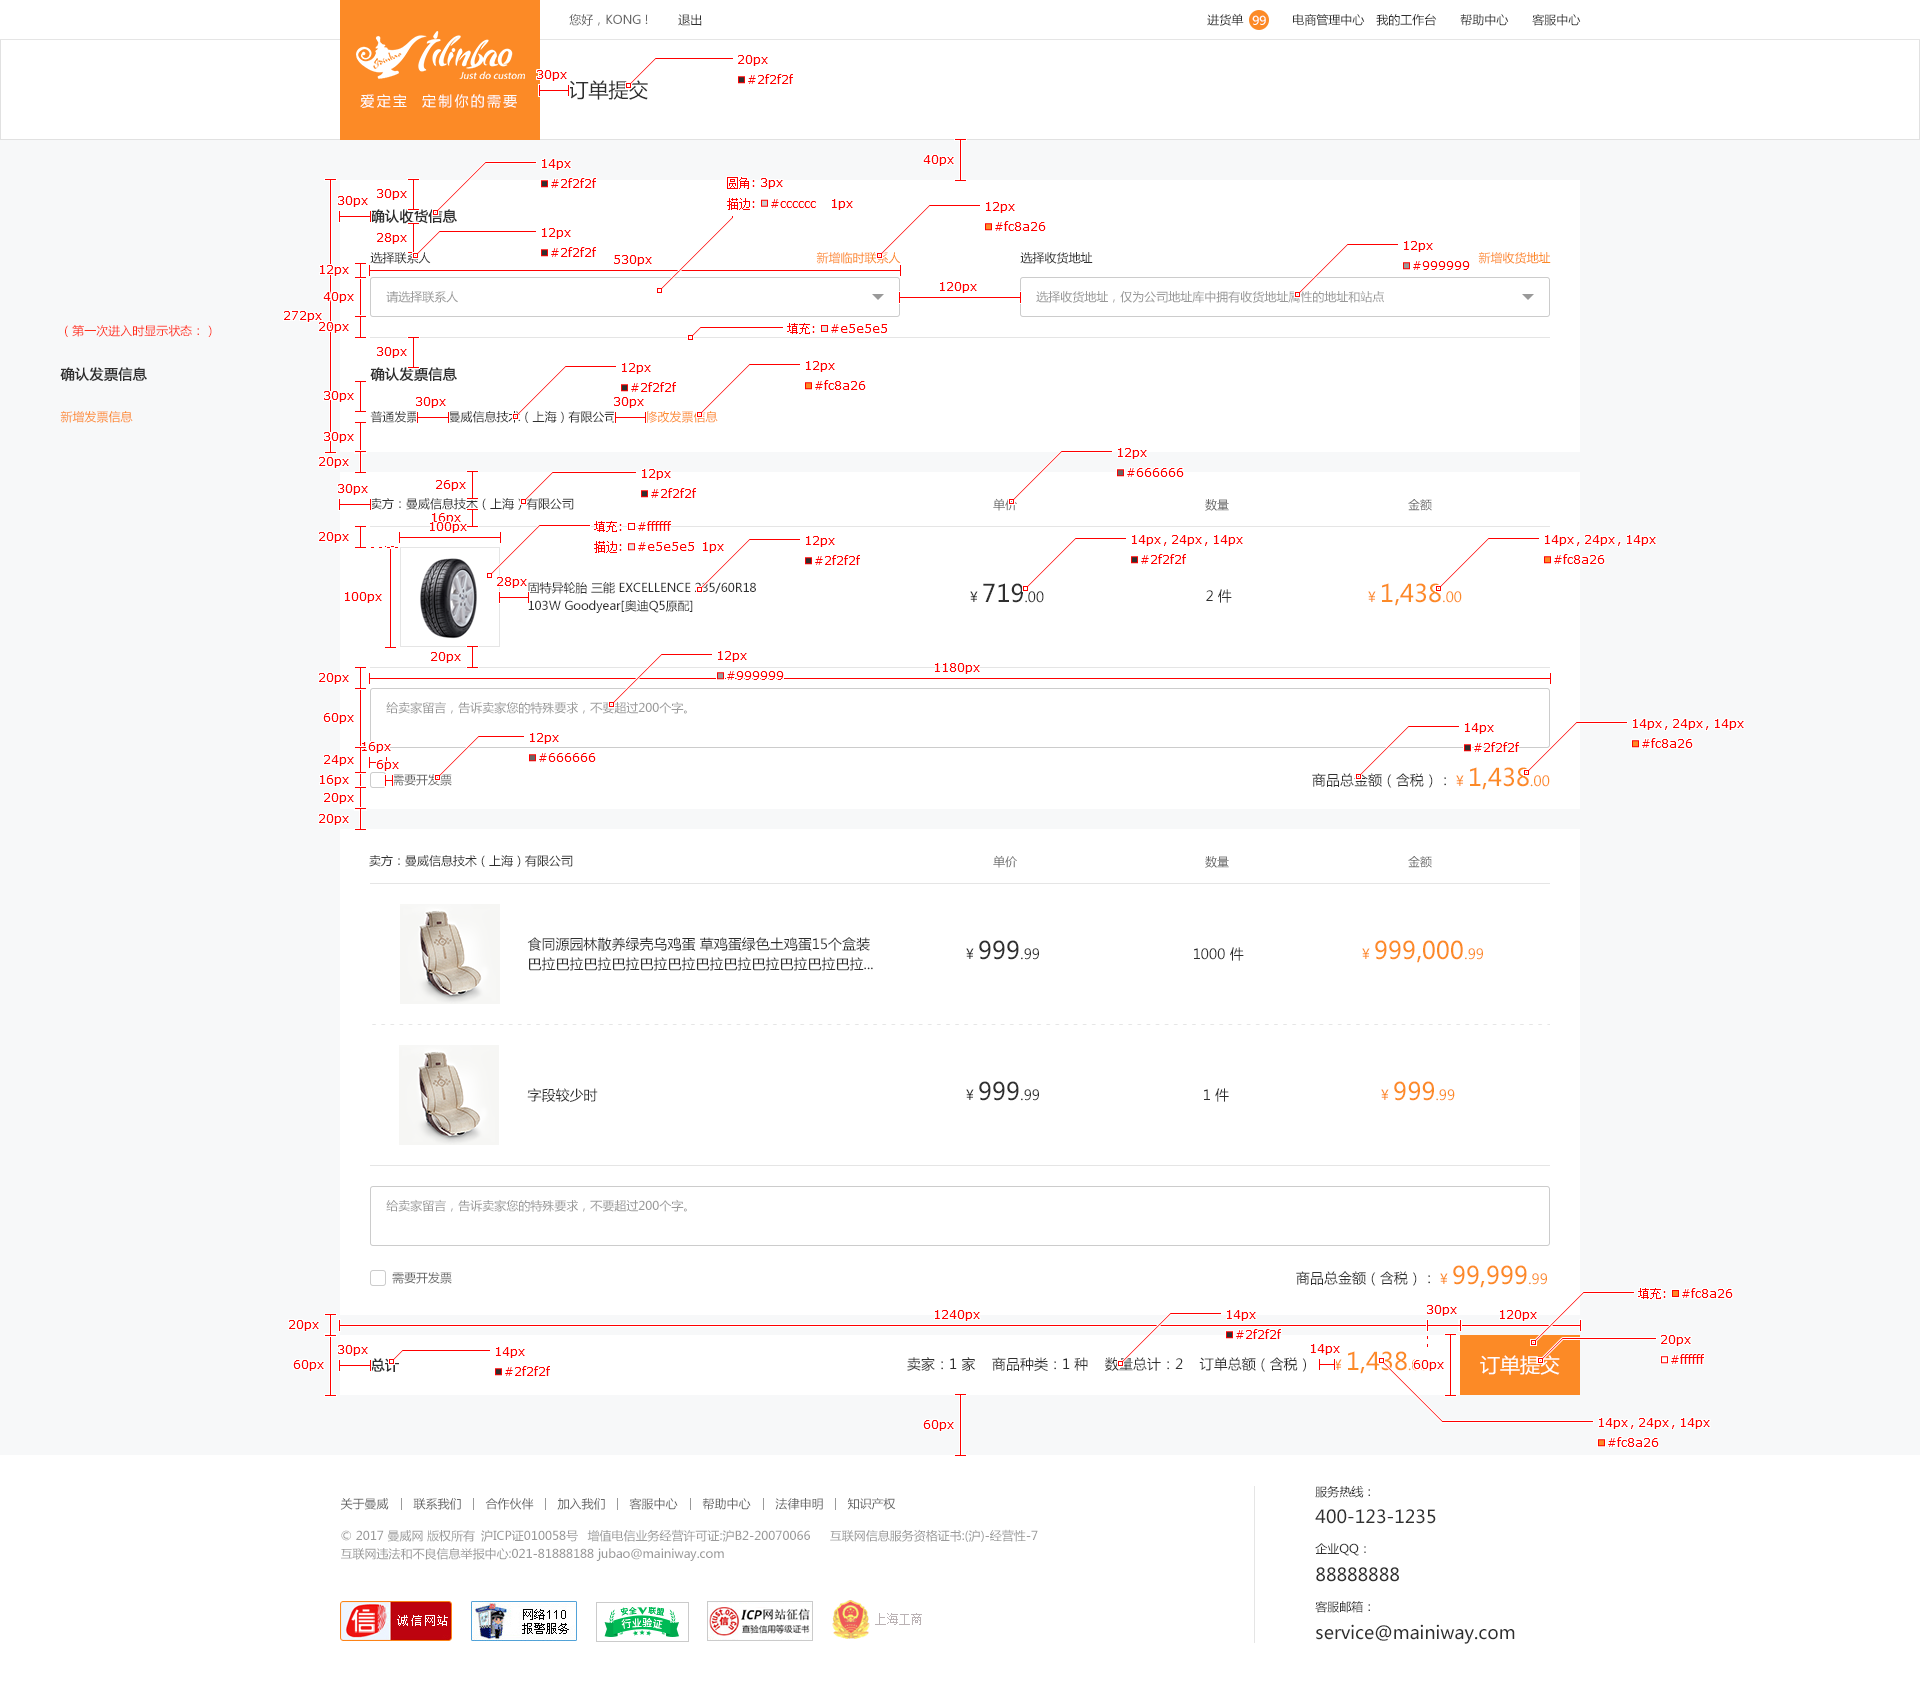 您好，KONG！
退出
进货单 99
电商管理中心
我的工作台
帮助中心
客服中心
tilinbao
Just do custom
爱定宝 定制你的需要
30px
订单提交
20px
#2f2f2f
40px
14px
#2f2f2f
30px
30px
确认收货信息
圆角: 3px
描边: #cccccc 1px
28px
12px
#2f2f2f
12px
#fc8a26
12px
#999999
选择联系人
530px
新增临时联系人
选择收货地址
新增收货地址
12px
40px
请选择联系人
120px
选择收货地址，仅为公司地址库中拥有收货地址属性的地址和站点
272px
20px
填充: #e5e5e5
（第一次进入时显示状态：）
30px
12px
#2f2f2f
12px
#fc8a26
确认发票信息
确认发票信息
30px
30px
30px
新增发票信息
普通发票
曼威信息技术（上海）有限公司
修改发票信息
30px
20px
12px
#666666
30px
26px
12px
#2f2f2f
卖方：曼威信息技术（上海）有限公司
单价
数量
金额
16px
100px
20px
填充: #ffffff
描边: #e5e5e5 1px
12px
#2f2f2f
14px , 24px , 14px
#2f2f2f
14px , 24px , 14px
#fc8a26
100px
28px
固特异轮胎 三能 EXCELLENCE 235/60R18
103W Goodyear[奥迪Q5原配]
¥ 719.00
2 件
¥ 1,438.00
20px
12px
#999999
1180px
20px
60px
给卖家留言，告诉卖家您的特殊要求，不要超过200个字。
14px
#2f2f2f
14px , 24px , 14px
#fc8a26
16px
12px
#666666
24px
6px
16px
需要开发票
商品总金额（含税）：
¥ 1,438.00
20px
20px
卖方：曼威信息技术（上海）有限公司
单价
数量
金额
食同源园林散养绿壳乌鸡蛋 草鸡蛋绿色土鸡蛋15个盒装
巴拉巴拉巴拉巴拉巴拉巴拉巴拉巴拉巴拉巴拉巴拉巴拉...
¥ 999.99
1000 件
¥ 999,000.99
字段较少时
¥ 999.99
1 件
¥ 999.99
给卖家留言，告诉卖家您的特殊要求，不要超过200个字。
需要开发票
商品总金额（含税）：
¥ 99,999.99
填充: #fc8a26
20px
1240px
14px
#2f2f2f
30px
120px
60px
30px
总计
14px
#2f2f2f
卖家：1 家
商品种类：1 种
数量总计：2
订单总额（含税）
14px
¥ 1,438.
60px
订单提交
20px
#ffffff
14px , 24px , 14px
#fc8a26
60px
关于曼威 | 联系我们 | 合作伙伴 | 加入我们 | 客服中心 | 帮助中心 | 法律申明 | 知识产权
© 2017 曼威网 版权所有 沪ICP证010058号 增值电信业务经营许可证:沪B2-20070066 互联网信息服务资格证书:(沪)-经营性-7
互联网违法和不良信息举报中心:021-81888188 jubao@mainiway.com
信 诚信网站
网络110
报警服务
安全V联盟
行业验证
ICP网站征信
直验信用等级证书
上海工商
服务热线：
400-123-1235
企业QQ：
88888888
客服邮箱：
service@mainiway.com